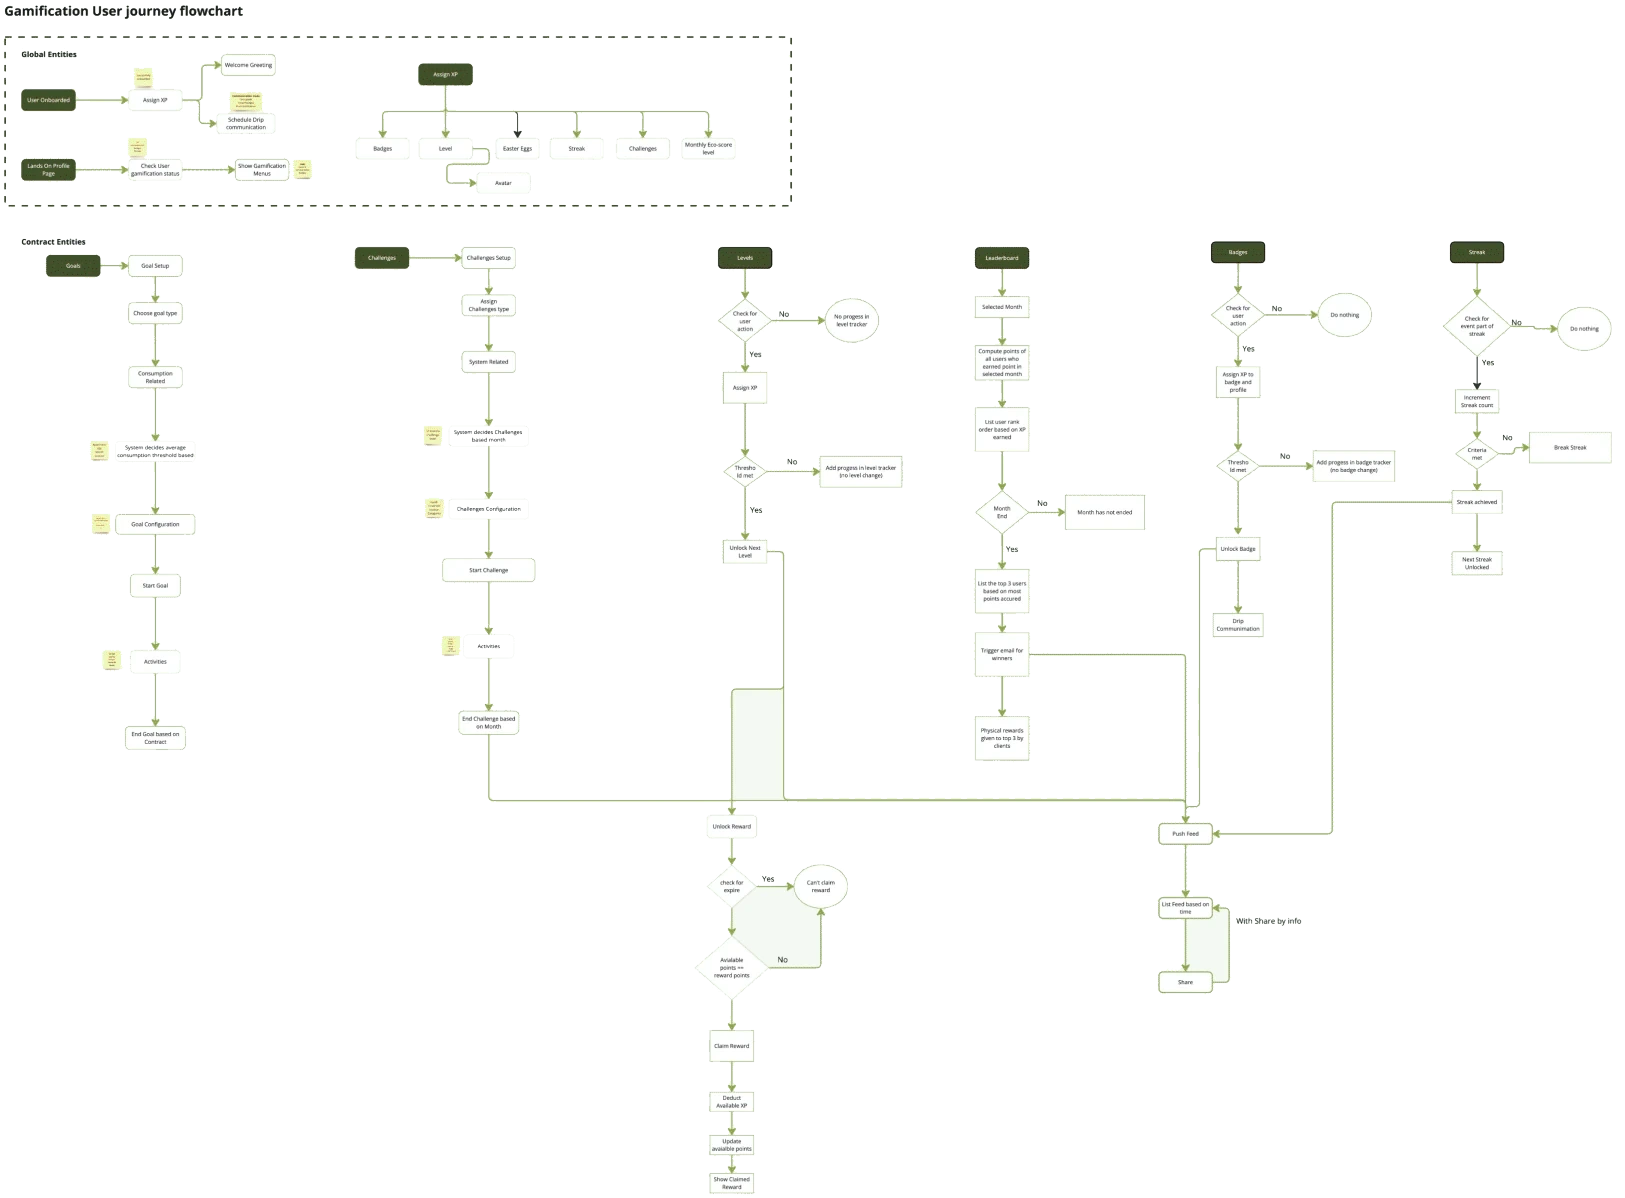 Gamification User journey flowchart
Global Entities
Welcome Greeting
User Onboarded
Assign XP
Schedule Drip
communication
Lands On Profile
Page
Check User
gamification status
Show Gamification
Menus
Assign XP
Badges
Level
Easter Eggs
Streak
Challenges
Monthly Eco-score
level
Avatar
Contract Entities
Goals
Goal Setup
Choose goal type
Consumption
Related
System decides average
consumption threshold based
Goal Configuration
Start Goal
Activities
End Goal based on
Contract
Challenges
Challenges Setup
Assign
Challenges type
System Related
System decides Challenges
based month
Challenges Configuration
Start Challenge
Activities
End Challenge based
on Month
Levels
Check for
user
action
No
No progess in
level tracker
Yes
Assign XP
Thresho
ld met
No
Add progess in level tracker
(no level change)
Yes
Unlock Next
Level
Unlock Reward
check for
expire
Yes
Can't claim
reward
Avialable
points >=
reward points
No
Claim Reward
Deduct
Available XP
Update
avaialble points
Show Claimed
Reward
Leaderboard
Selected Month
Compute points of
all users who
earned point in
selected month
List user rank
order based on XP
earned
Month
End
No
Month has not ended
Yes
List the top 3 users
based on most
points accured
Trigger email for
winners
Physical rewards
given to top 3 by
clients
Badges
Check for
user
action
No
Do nothing
Yes
Assign XP to
badge and
profile
Thresho
ld met
No
Add progess in badge tracker
(no badge change)
Unlock Badge
Drip
Communimation
Streak
Check for
event part of
streak
No
Do nothing
Yes
Increment
Streak count
Criteria
met
No
Break Streak
Streak achieved
Next Streak
Unlocked
Push Feed
List Feed based on
time
With Share by info
Share